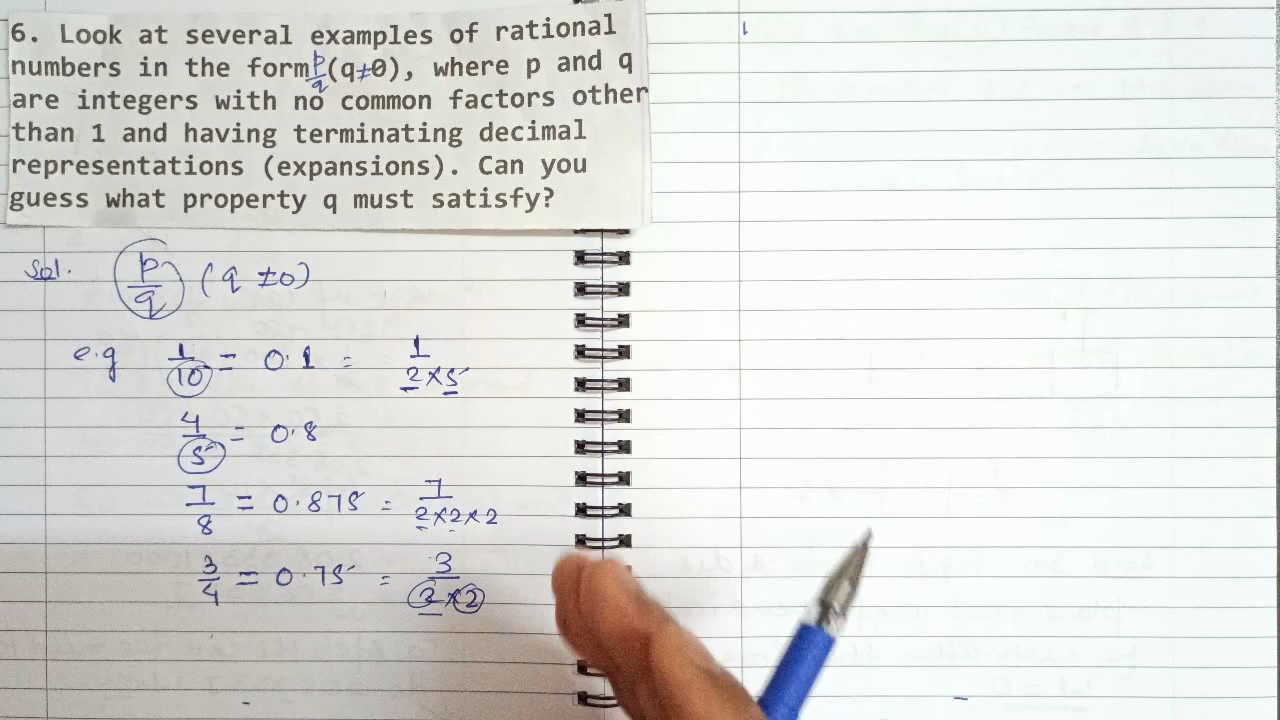 6. Look at several examples of rational
numbers in the form p/q (q≠0), where p and q
are integers with no common factors other
than 1 and having terminating decimal
representations (expansions). Can you
guess what property q must satisfy?
Sol. p/q (q ≠0)
e.g 1/10 = 0.1 = 1/2×5
4/5 = 0.8
7/8 = 0.875 = 7/2×2×2
3/4 = 0.75 = 3/2×2